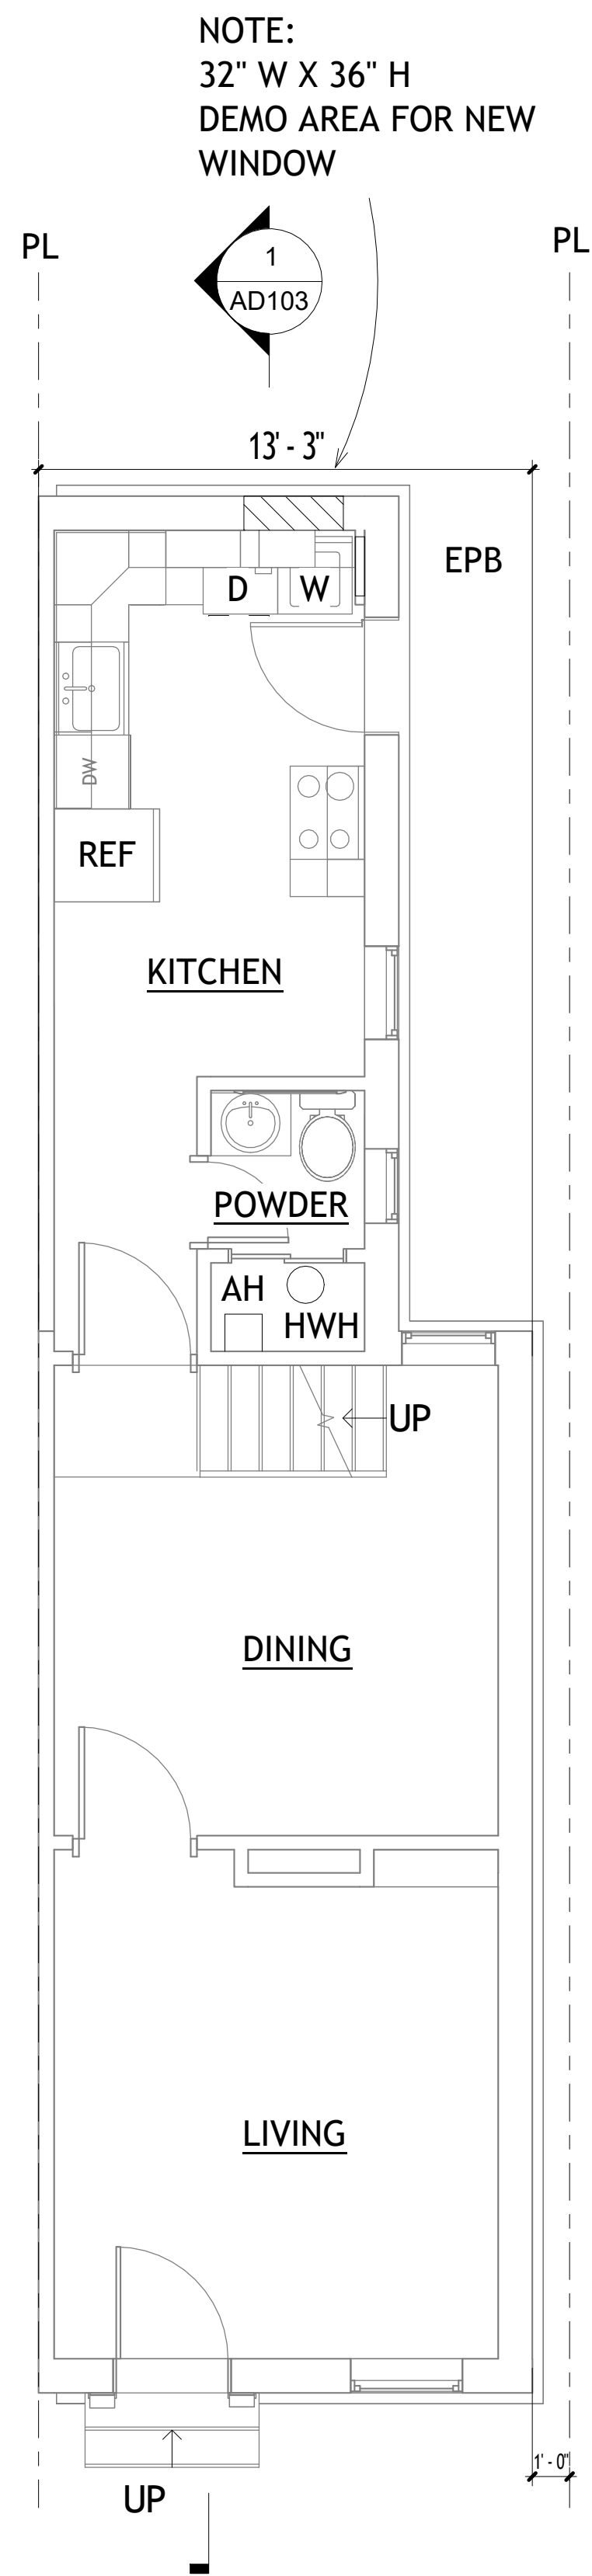 NOTE:
32" W X 36" H
DEMO AREA FOR NEW
WINDOW
PL
PL
1
AD103
13' - 3"
EPB
D
W
DW
REF
KITCHEN
POWDER
AH
HWH
UP
DINING
LIVING
1' - 0"
UP